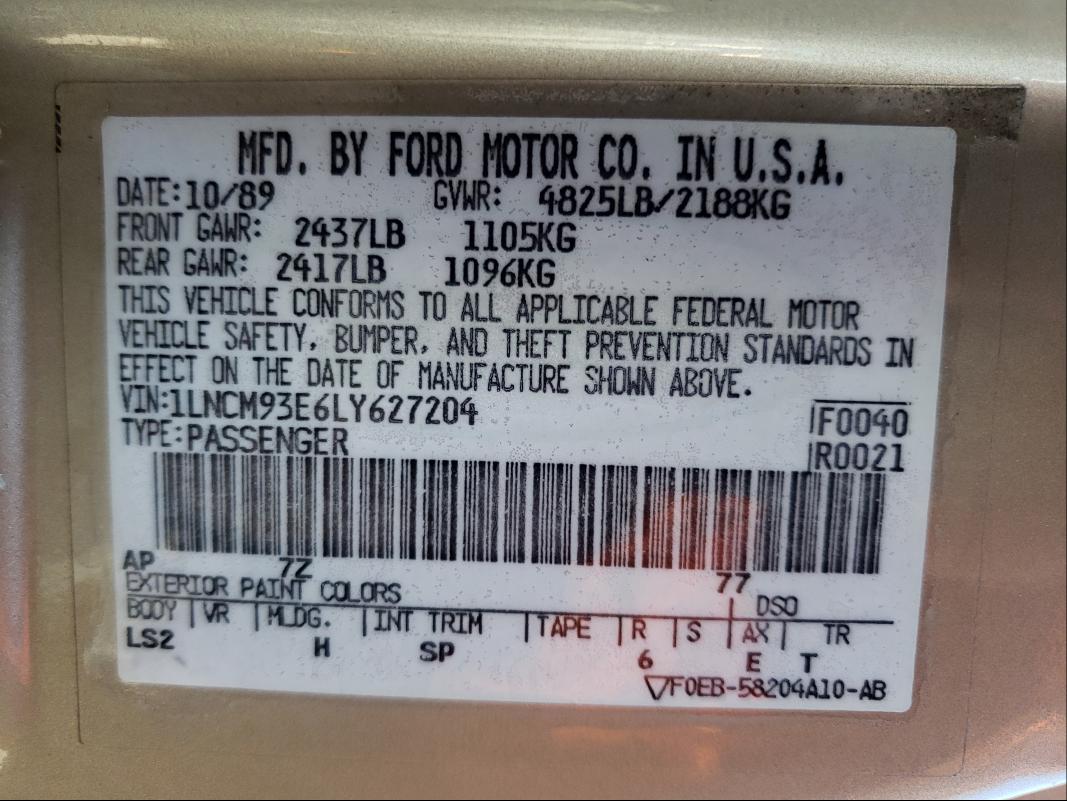 MFD. BY FORD MOTOR CO. IN U.S.A.
DATE: 10/89 GVWR: 4825LB/2188KG
FRONT GAWR: 2437LB 1105KG
REAR GAWR: 2417LB 1096KG
THIS VEHICLE CONFORMS TO ALL APPLICABLE FEDERAL MOTOR
VEHICLE SAFETY, BUMPER, AND THEFT PREVENTION STANDARDS IN
EFFECT ON THE DATE OF MANUFACTURE SHOWN ABOVE.
VIN: 1LNCM93E6LY627204 F0040
TYPE: PASSENGER R0021
AP 7Z 77
EXTERIOR PAINT COLORS DSO
BODY VR MLDG. INT TRIM TAPE R S AX TR
LS2 H SP 6 E T
F0EB-58204A10-AB